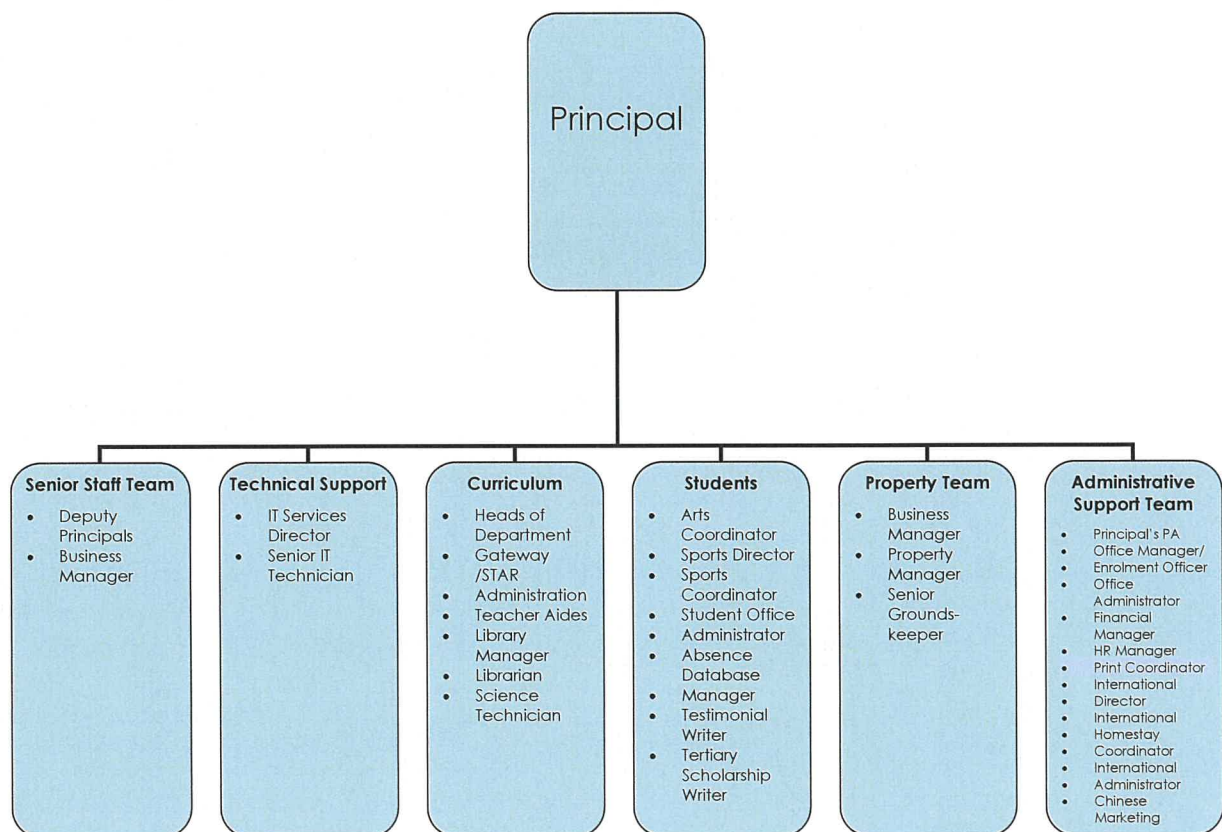 Principal
Senior Staff Team
• Deputy
Principals
• Business
Manager
Technical Support
• IT Services
Director
• Senior IT
Technician
Curriculum
• Heads of
Department
• Gateway
/STAR
• Administration
• Teacher Aides
• Library
Manager
• Librarian
• Science
Technician
Students
• Arts
Coordinator
• Sports Director
• Sports
Coordinator
• Student Office
• Administrator
• Absence
Database
• Manager
• Testimonial
Writer
• Tertiary
Scholarship
Writer
Property Team
• Business
Manager
• Property
Manager
• Senior
Grounds-
keeper
Administrative
Support Team
• Principal's PA
• Office Manager/
• Enrolment Officer
• Office
Administrator
• Financial
Manager
• HR Manager
• Print Coordinator
• International
• Director
• International
• Homestay
• Coordinator
• International
• Administrator
• Chinese
Marketing